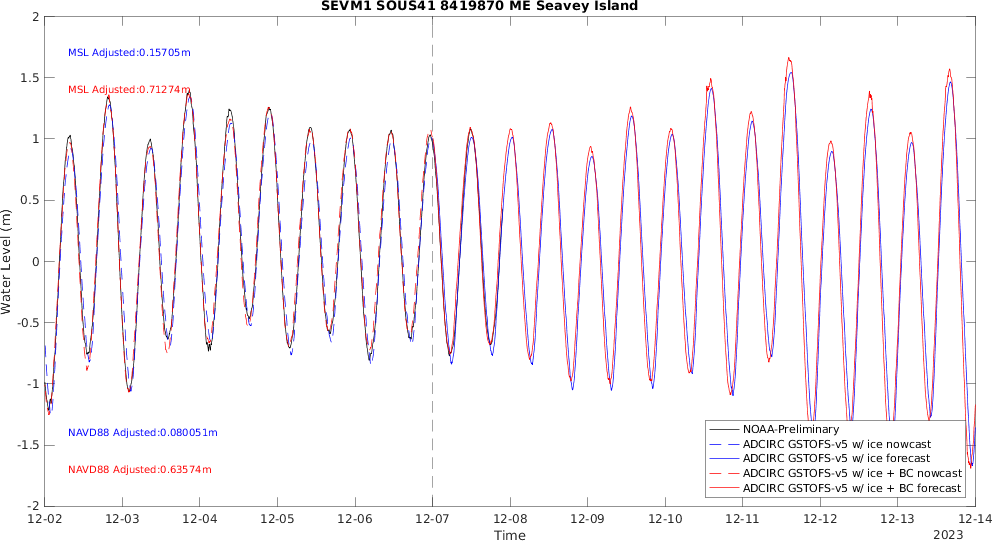 SEVM1 SOUS41 8419870 ME Seavey Island
2
1.5
1
0.5
0
-0.5
-1
-1.5
-2
Water Level (m)
MSL Adjusted:0.15705m
MSL Adjusted:0.71274m
NAVD88 Adjusted:0.080051m
NAVD88 Adjusted:0.63574m
NOAA-Preliminary
ADCIRC GSTOFS-v5 w/ ice nowcast
ADCIRC GSTOFS-v5 w/ ice forecast
ADCIRC GSTOFS-v5 w/ ice + BC nowcast
ADCIRC GSTOFS-v5 w/ ice + BC forecast
12-02 12-03 12-04 12-05 12-06 12-07 12-08 12-09 12-10 12-11 12-12 12-13 12-14
Time
2023